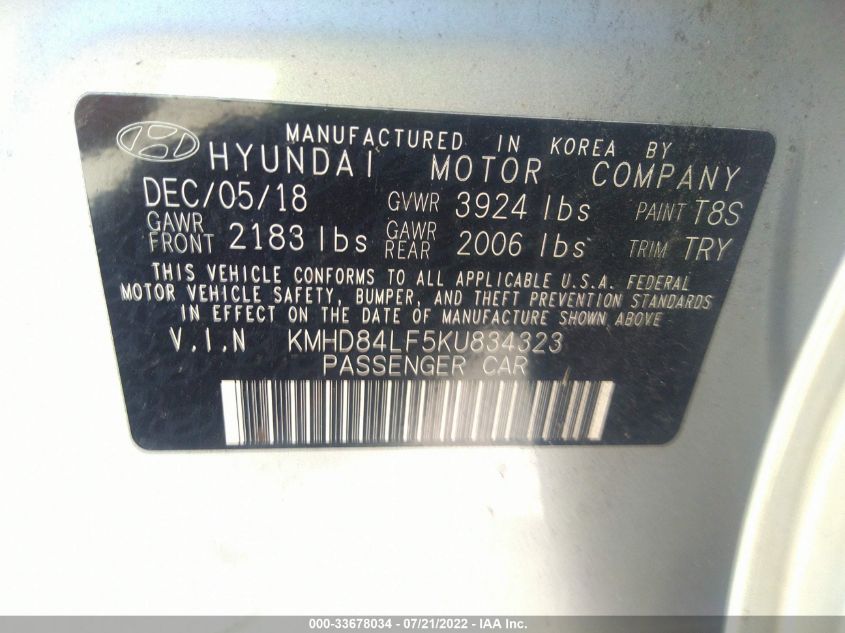 MANUFACTURED IN KOREA BY
HYUNDAI MOTOR COMPANY
DEC/05/18 GVWR 3924 lbs PAINT T8S
GAWR FRONT 2183 lbs GAWR REAR 2006 lbs TRIM TRY
THIS VEHICLE CONFORMS TO ALL APPLICABLE U.S.A. FEDERAL
MOTOR VEHICLE SAFETY, BUMPER, AND THEFT PREVENTION STANDARDS
IN EFFECT ON THE DATE OF MANUFACTURE SHOWN ABOVE
V.I.N KMHD84LF5KU834323
PASSENGER CAR
000-33678034 - 07/21/2022 - IAA Inc.